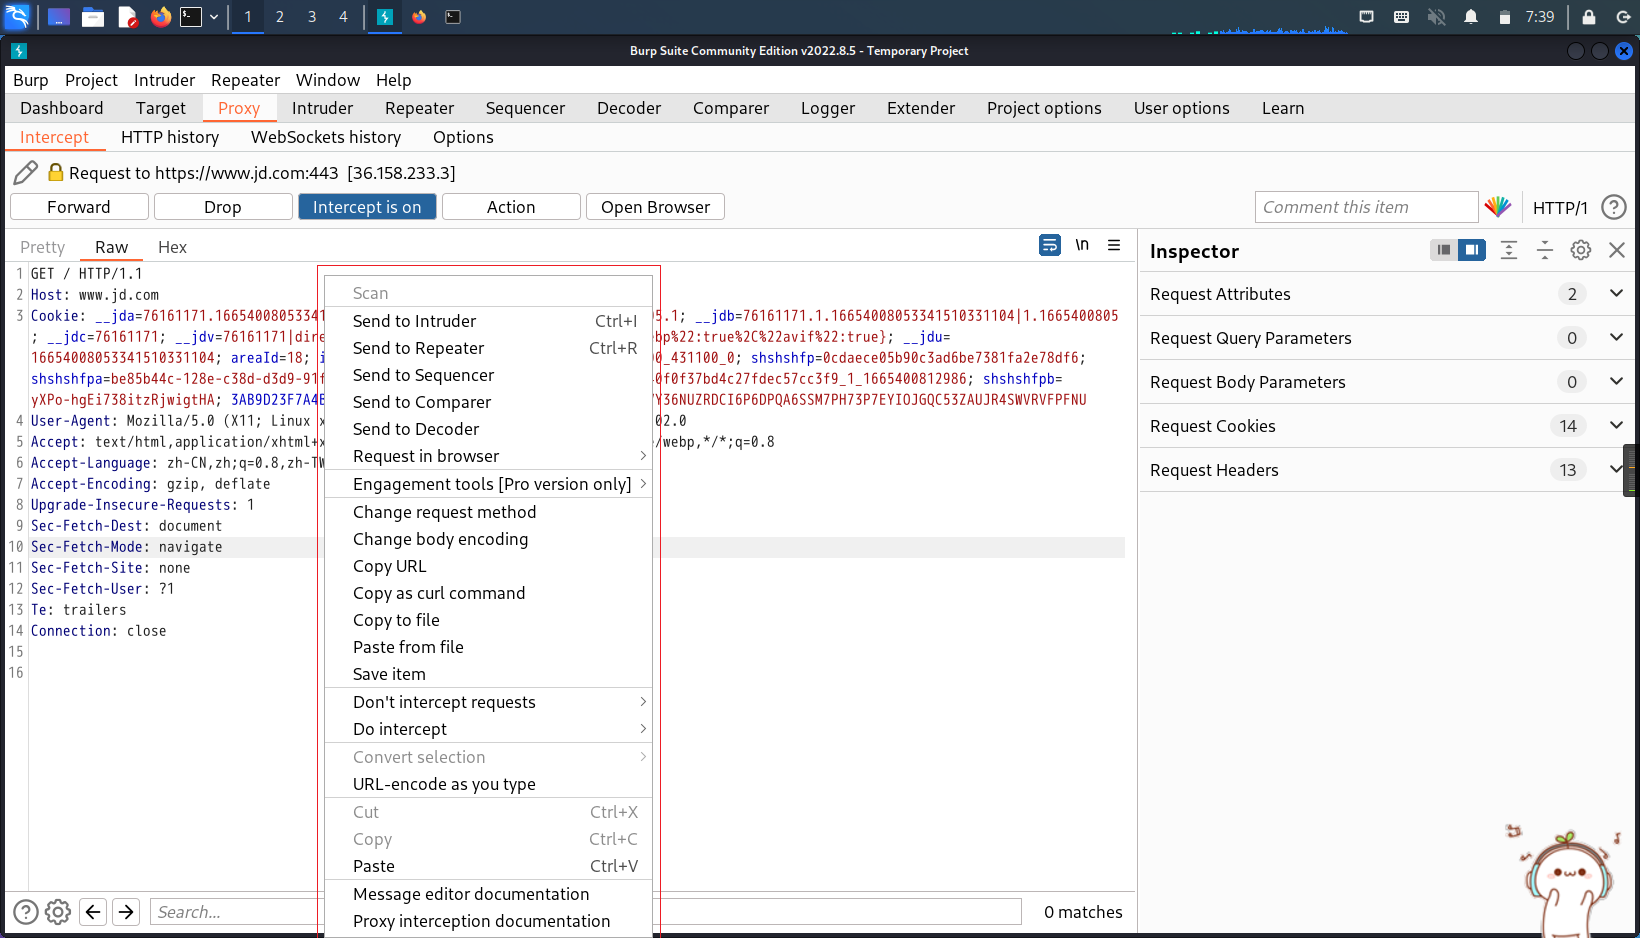 1 2 3 4 7:39
Burp Suite Community Edition v2022.8.5 - Temporary Project
Burp Project Intruder Repeater Window Help
Dashboard Target Proxy Intruder Repeater Sequencer Decoder Comparer Logger Extender Project options User options Learn
Intercept HTTP history WebSockets history Options
Request to https://www.jd.com:443 [36.158.233.3]
Forward Drop Intercept is on Action Open Browser Comment this item HTTP/1 ?
Pretty Raw Hex \n
1 GET / HTTP/1.1
2 Host: www.jd.com
3 Cookie: __jda=76161171.16654008053341 5.1; __jdb=76161171.1.16654008053341510331104|1.1665400805
; __jdc=76161171; __jdv=76161171|dire bp%22:true%2C%22avif%22:true}; __jdu=
16654008053341510331104; areaId=18; 0_431100_0; shshshfp=0cdaece05b90c3ad6be7381fa2e78df6;
shshshfpa=be85b44c-128e-c38d-d3d9-91f 0f0f37bd4c27fdec57cc3f9_1_1665400812986; shshshfpb=
yXPo-hgEi738itzRjwigtHA; 3AB9D23F7A4B Y36NUZRDCI6P6DPQA6SSM7PH73P7EYIOJGQC53ZAUJR4SWVRVFPFNU
4 User-Agent: Mozilla/5.0 (X11; Linux 02.0
5 Accept: text/html,application/xhtml+x /webp,*/*;q=0.8
6 Accept-Language: zh-CN,zh;q=0.8,zh-TW
7 Accept-Encoding: gzip, deflate
8 Upgrade-Insecure-Requests: 1
9 Sec-Fetch-Dest: document
10 Sec-Fetch-Mode: navigate
11 Sec-Fetch-Site: none
12 Sec-Fetch-User: ?1
13 Te: trailers
14 Connection: close
15
16
Scan
Send to Intruder Ctrl+I
Send to Repeater Ctrl+R
Send to Sequencer
Send to Comparer
Send to Decoder
Request in browser
Engagement tools [Pro version only]
Change request method
Change body encoding
Copy URL
Copy as curl command
Copy to file
Paste from file
Save item
Don't intercept requests
Do intercept
Convert selection
URL-encode as you type
Cut Ctrl+X
Copy Ctrl+C
Paste Ctrl+V
Message editor documentation
Proxy interception documentation
Inspector
Request Attributes 2
Request Query Parameters 0
Request Body Parameters 0
Request Cookies 14
Request Headers 13
? Search... 0 matches